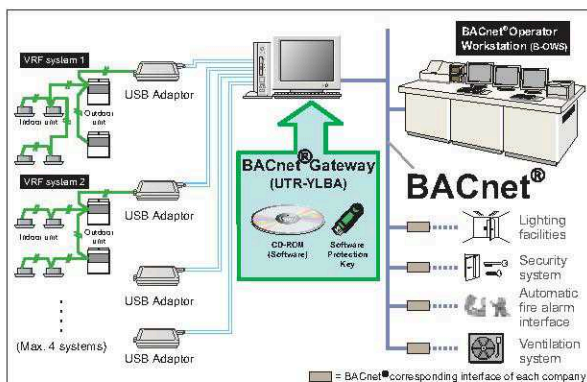 VRF system 1
USB Adaptor
Indoor unit
Outdoor
unit
VRF system 2
USB Adaptor
Indoor unit
Outdoor
unit
USB Adaptor
(Max. 4 systems)
USB Adaptor
BACnet® Gateway
(UTR-YLBA)
CD-ROM
(Software)
Software
Protection
Key
BACnet® Operator
Workstation (B-OWS)
BACnet®
Lighting
facilities
Security
system
Automatic
fire alarm
interface
Ventilation
system
= BACnet® corresponding interface of each company